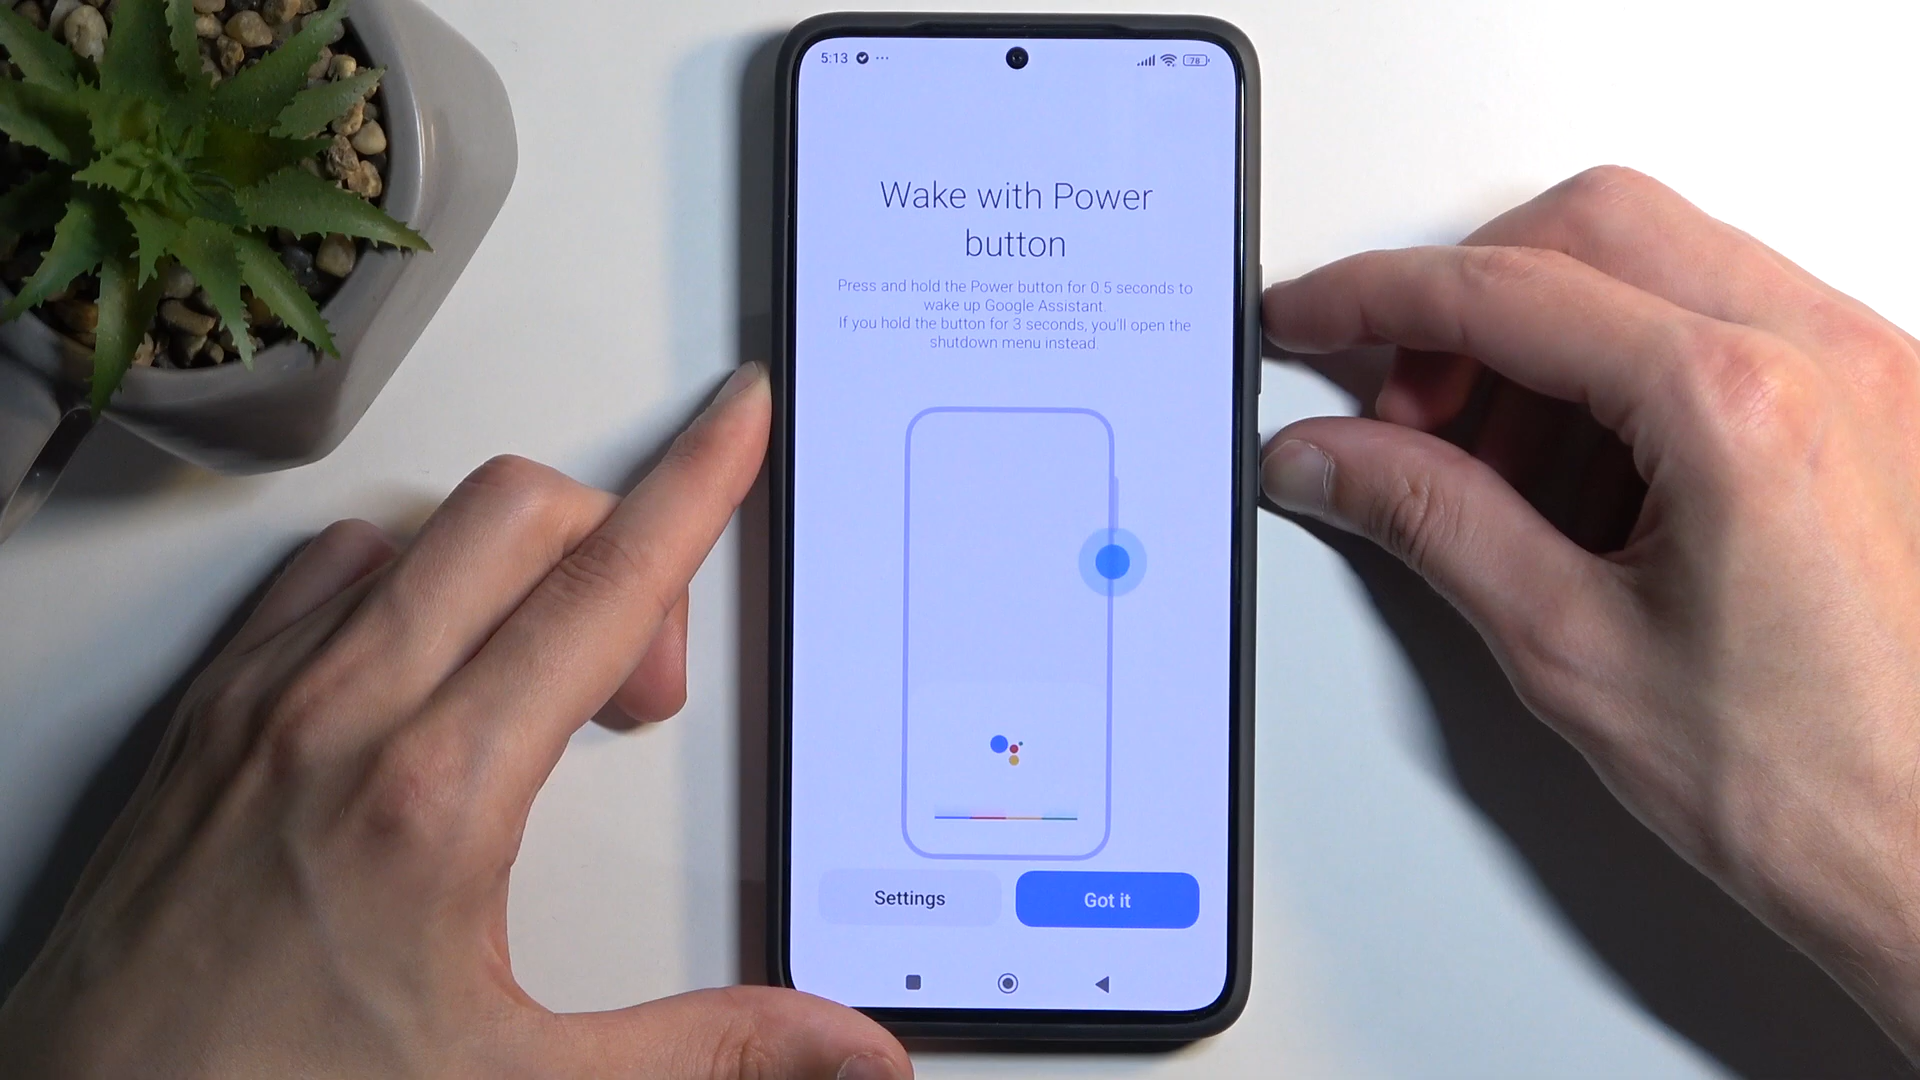 5:13
78
Wake with Power
button
Press and hold the Power button for 0.5 seconds to
wake up Google Assistant.
If you hold the button for 3 seconds, you'll open the
shutdown menu instead.
Settings
Got it